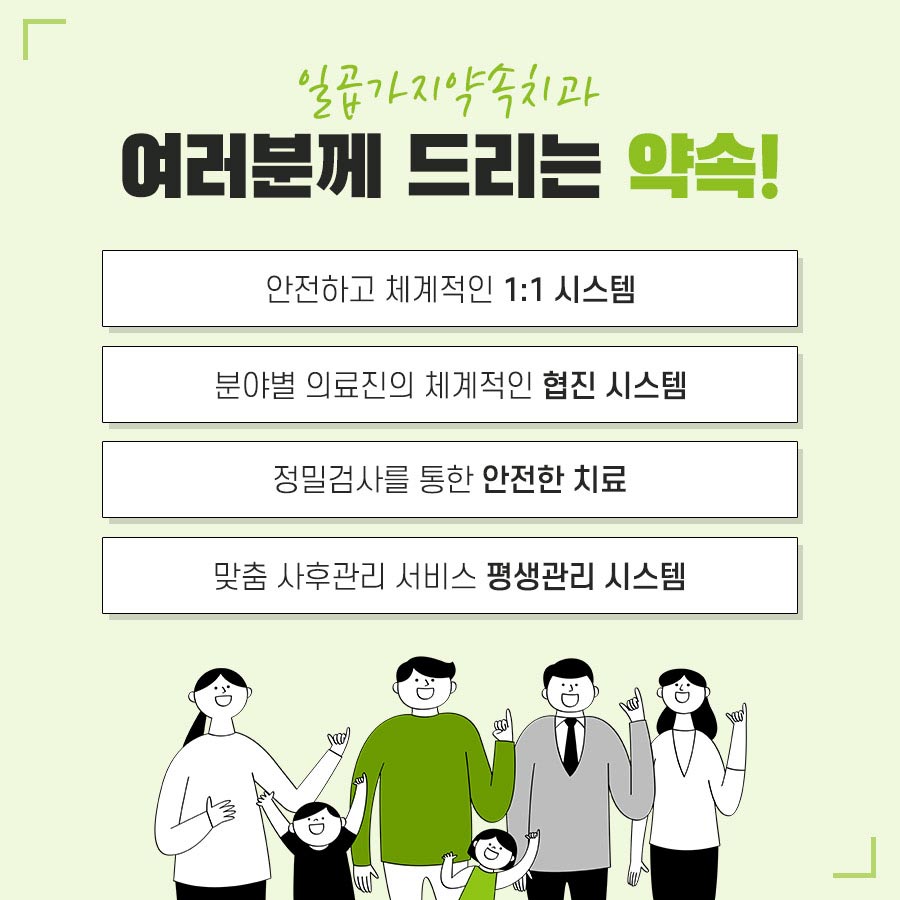 일곱가지약속치과
여러분께 드리는 약속!
안전하고 체계적인 1:1 시스템
분야별 의료진의 체계적인 협진 시스템
정밀검사를 통한 안전한 치료
맞춤 사후관리 서비스 평생관리 시스템